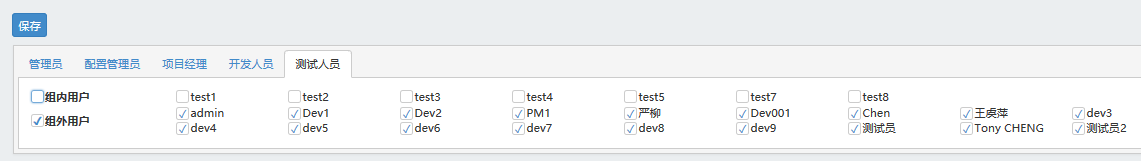 保存
管理员 配置管理员 项目经理 开发人员 测试人员
组内用户 test1 test2 test3 test4 test5 test7 test8
组外用户 admin Dev1 Dev2 PM1 严柳 Dev001 Chen 王奂萍 dev3
dev4 dev5 dev6 dev7 dev8 dev9 测试员 Tony CHENG 测试员2